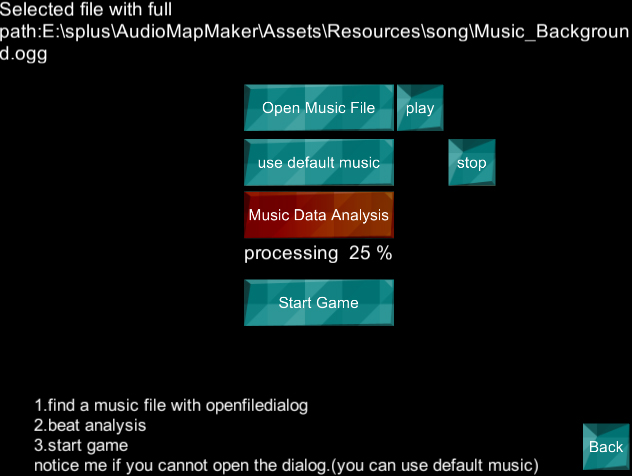 Selected file with full
path:E:\splus\AudioMapMaker\Assets\Resources\song\Music_Backgroun
d.ogg
Open Music File
play
use default music
stop
Music Data Analysis
processing 25 %
Start Game
1.find a music file with openfiledialog
2.beat analysis
3.start game
notice me if you cannot open the dialog.(you can use default music)
Back